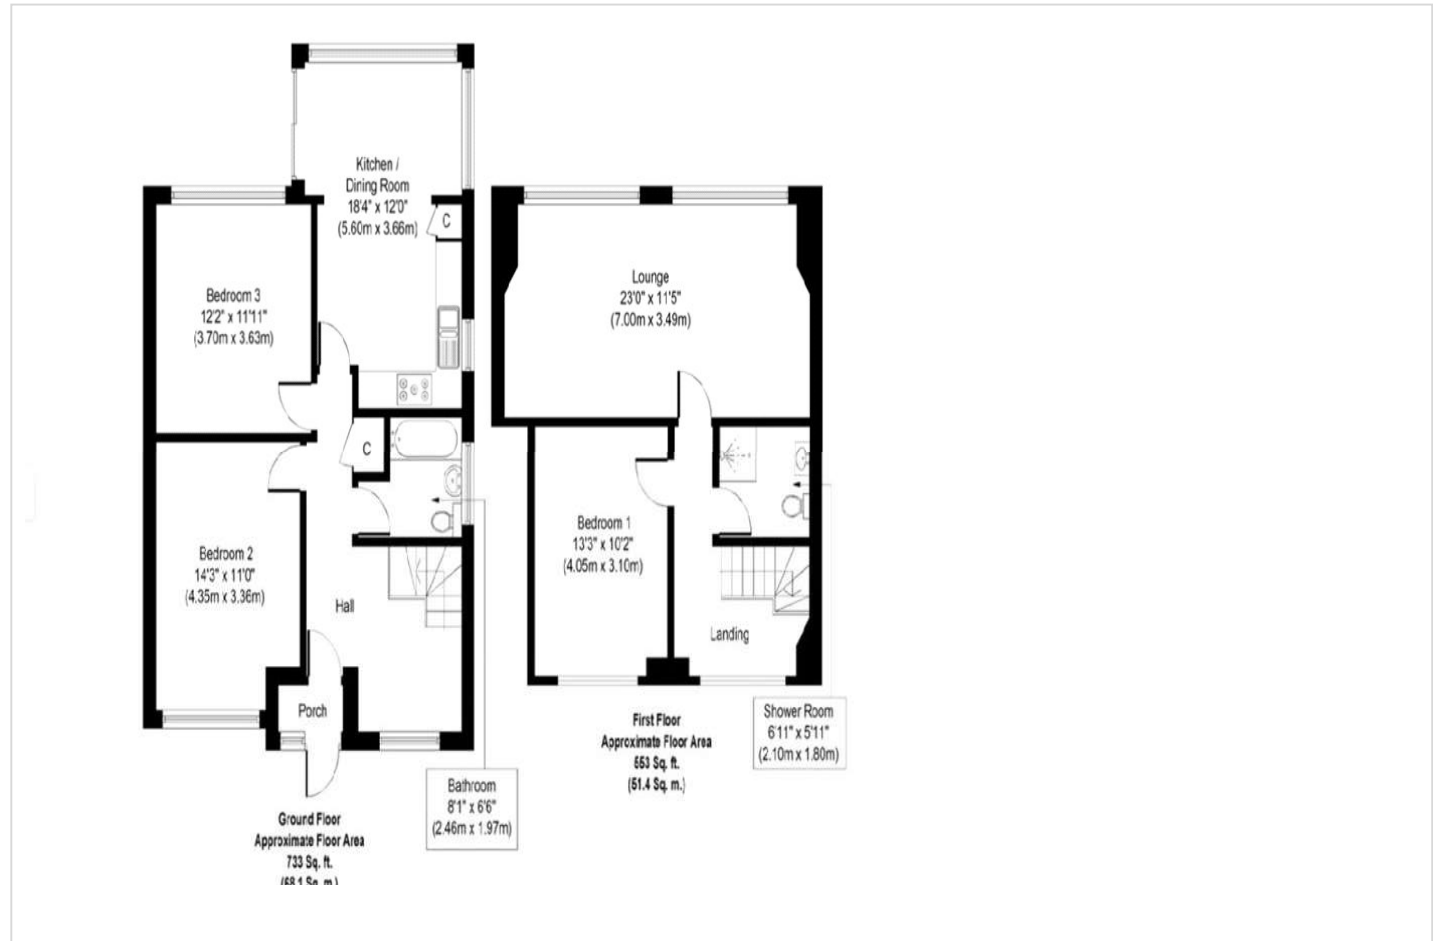 Kitchen /
Dining Room
18'4" x 12'0"
(5.60m x 3.66m)
C
Bedroom 3
12'2" x 11'11"
(3.70m x 3.63m)
C
Bedroom 2
14'3" x 11'0"
(4.35m x 3.36m)
Hall
Porch
Bathroom
8'1" x 6'6"
(2.46m x 1.97m)
Ground Floor
Approximate Floor Area
733 Sq. ft.
(68.1 Sq. m.)
Lounge
23'0" x 11'5"
(7.00m x 3.49m)
Bedroom 1
13'3" x 10'2"
(4.05m x 3.10m)
Landing
Shower Room
6'11" x 5'11"
(2.10m x 1.80m)
First Floor
Approximate Floor Area
553 Sq. ft.
(51.4 Sq. m.)